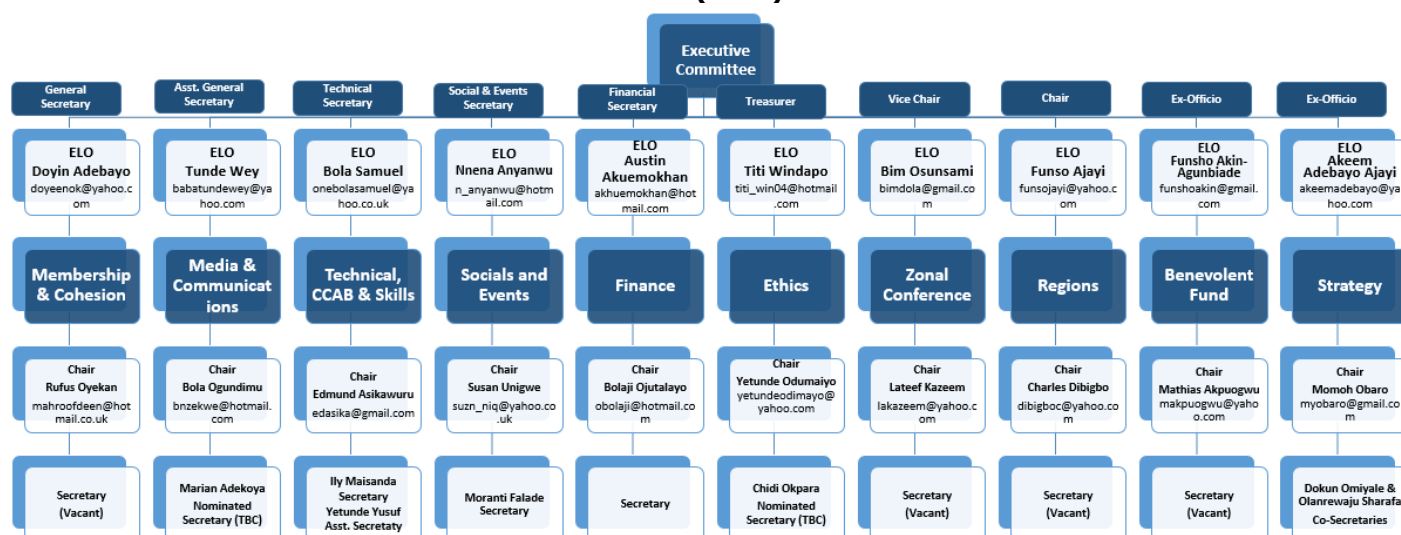 Executive
Committee
General
Secretary
Asst. General
Secretary
Technical
Secretary
Social & Events
Secretary
Financial
Secretary
Treasurer
Vice Chair
Chair
Ex-Officio
Ex-Officio
ELO
Doyin Adebayo
doyeenok@yahoo.c
om
ELO
Tunde Wey
babatundewey@ya
hoo.com
ELO
Bola Samuel
onebolasamuel@ya
hoo.co.uk
ELO
Nnena Anyanwu
n_anyanwu@hotm
ail.com
ELO
Austin
Akuemokhan
akhuemokhan@hot
mail.com
ELO
Titi Windapo
titi_win04@hotmail
.com
ELO
Bim Osunsami
bimdola@gmail.co
m
ELO
Funso Ajayi
funsojayi@yahoo.c
om
ELO
Funsho Akin-
Agunbiade
funshoakin@gmail.
com
ELO
Akeem
Adebayo Ajayi
akeemadebayo@ya
hoo.com
Membership
& Cohesion
Media &
Communicat
ions
Technical,
CCAB & Skills
Socials and
Events
Finance
Ethics
Zonal
Conference
Regions
Benevolent
Fund
Strategy
Chair
Rufus Oyekan
mahroofdeen@hot
mail.co.uk
Chair
Bola Ogundimu
bnzekwe@hotmail.
com
Chair
Edmund Asikawuru
edasika@gmail.com
Chair
Susan Unigwe
suzn_niq@yahoo.co
.uk
Chair
Bolaji Ojutalayo
obolaji@hotmail.co
m
Chair
Yetunde Odumaiyo
yetundeodimayo@
yahoo.com
Chair
Lateef Kazeem
lakazeem@yahoo.c
om
Chair
Charles Dibigbo
dibigboc@yahoo.co
m
Chair
Mathias Akpuogwu
makpuogwu@yaho
o.com
Chair
Momoh Obaro
myobaro@gmail.co
m
Secretary
(Vacant)
Marian Adekoya
Nominated
Secretary (TBC)
Ily Maisanda
Secretary
Yetunde Yusuf
Asst. Secretaty
Moranti Falade
Secretary
Secretary
Chidi Okpara
Nominated
Secretary (TBC)
Secretary
(Vacant)
Secretary
(Vacant)
Secretary
(Vacant)
Dokun Omiyale &
Olanrewaju Sharafa
Co-Secretaries